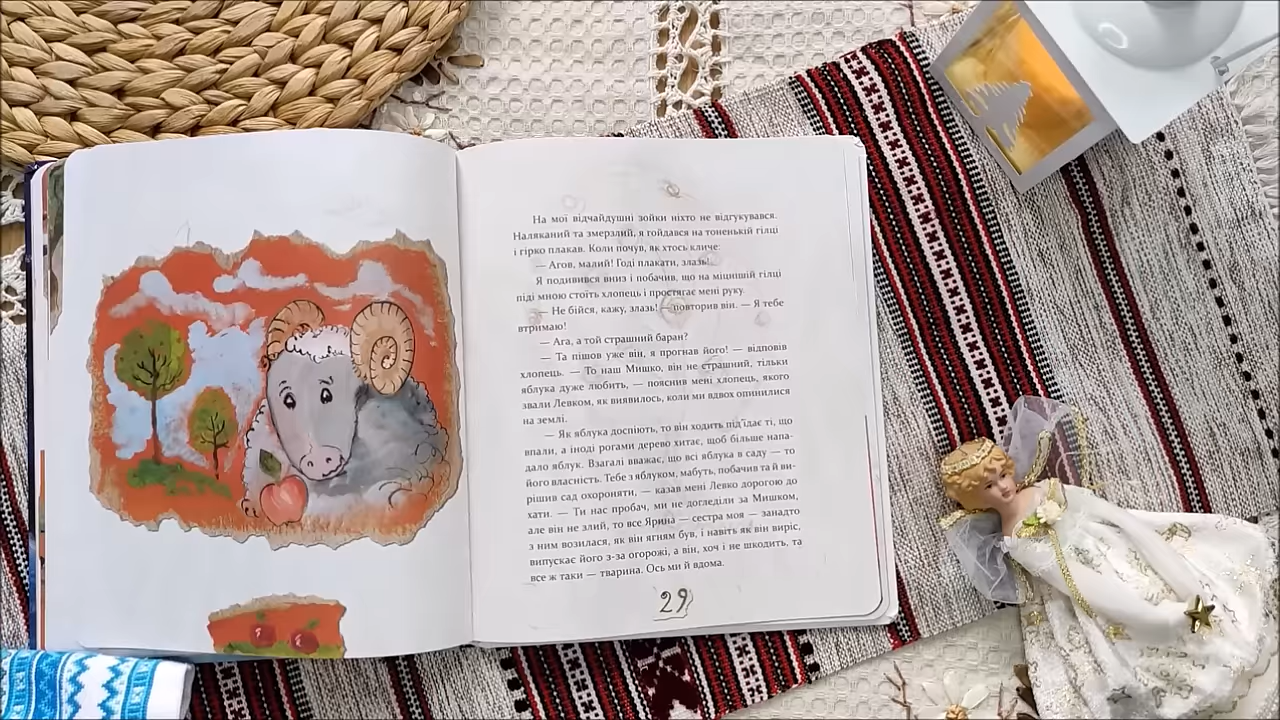 На мої відчайдушні зойки ніхто не відгукувався.
Наляканий та змерзлий, я гойдався на тоненькій гілці
і гірко плакав. Коли почув, як хтось кличе:
— Агов, малий! Годі плакати, злазь!
Я подивився вниз і побачив, що на міцнішій гілці
піді мною стоїть хлопець і простягає мені руку.
— Не бійся, кажу, злазь! — повторив він. — Я тебе
втримаю!
— Ага, а той страшний баран?
— Та пішов уже він, я прогнав його! — відповів
хлопець. — То наш Мишко, він не страшний, тільки
яблука дуже любить, — пояснив мені хлопець, якого
звали Левком, як виявилось, коли ми вдвох опинилися
на землі.
— Як яблука доспіють, то він ходить під'їдає ті, що
впали, а іноді рогами дерево хитає, щоб більше напа-
дало яблук. Взагалі вважає, що всі яблука в саду — то
його власність. Тебе з яблуком, мабуть, побачив та й ви-
рішив сад охороняти, — казав мені Левко дорогою до
хати. — Ти нас пробач, ми не догледіли за Мишком,
але він не злий, то все Ярина — сестра моя — занадто
з ним возилася, як він ягням був, і навіть як він виріс,
випускає його з-за огорожі, а він, хоч і не шкодить, та
все ж таки — тварина. Ось ми й вдома.
29